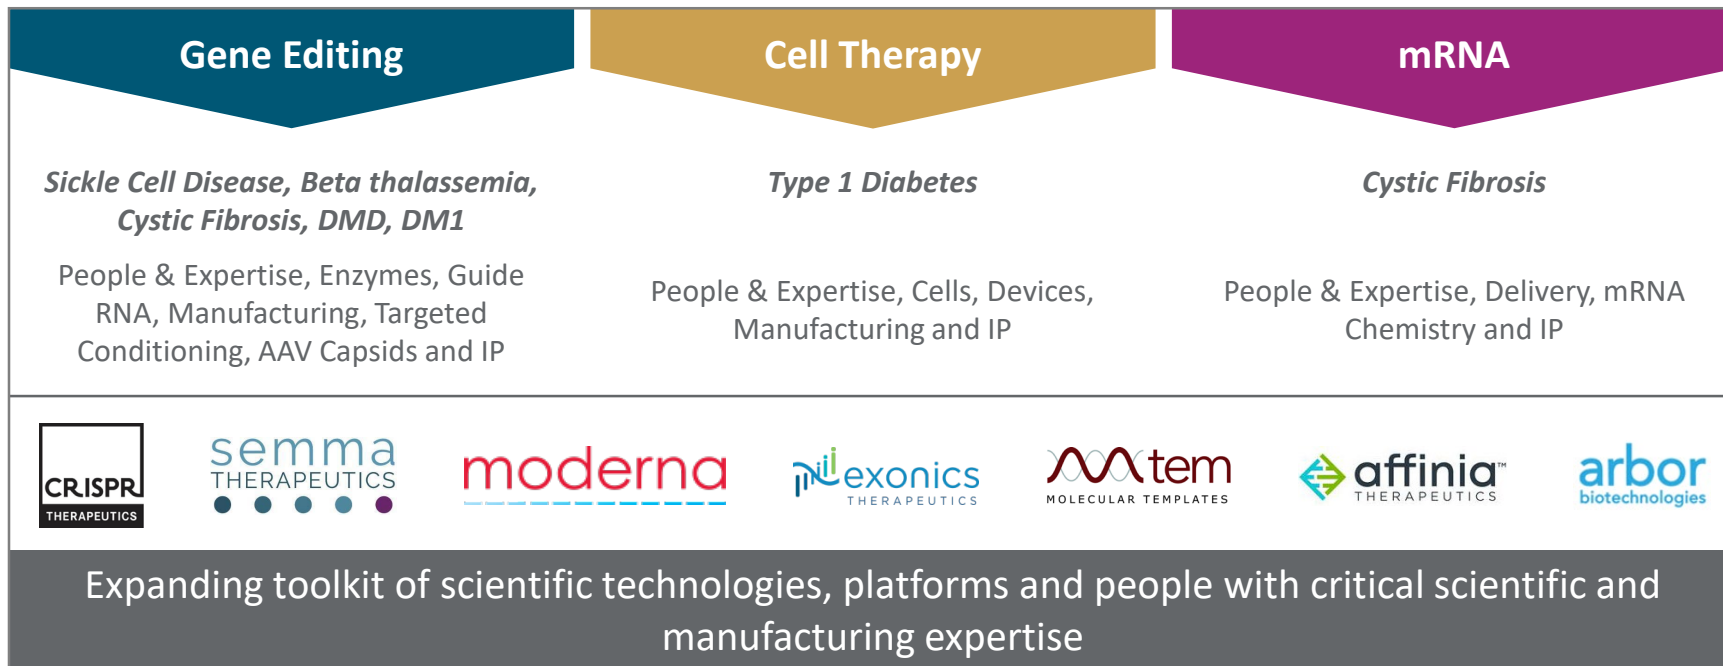 Gene Editing
Cell Therapy
mRNA
Sickle Cell Disease, Beta thalassemia,
Cystic Fibrosis, DMD, DM1
People & Expertise, Enzymes, Guide
RNA, Manufacturing, Targeted
Conditioning, AAV Capsids and IP
Type 1 Diabetes
People & Expertise, Cells, Devices,
Manufacturing and IP
Cystic Fibrosis
People & Expertise, Delivery, mRNA
Chemistry and IP
CRISPR
THERAPEUTICS
semma
THERAPEUTICS
moderna
exonics
THERAPEUTICS
tem
MOLECULAR TEMPLATES
affinia™
THERAPEUTICS
arbor
biotechnologies
Expanding toolkit of scientific technologies, platforms and people with critical scientific and
manufacturing expertise